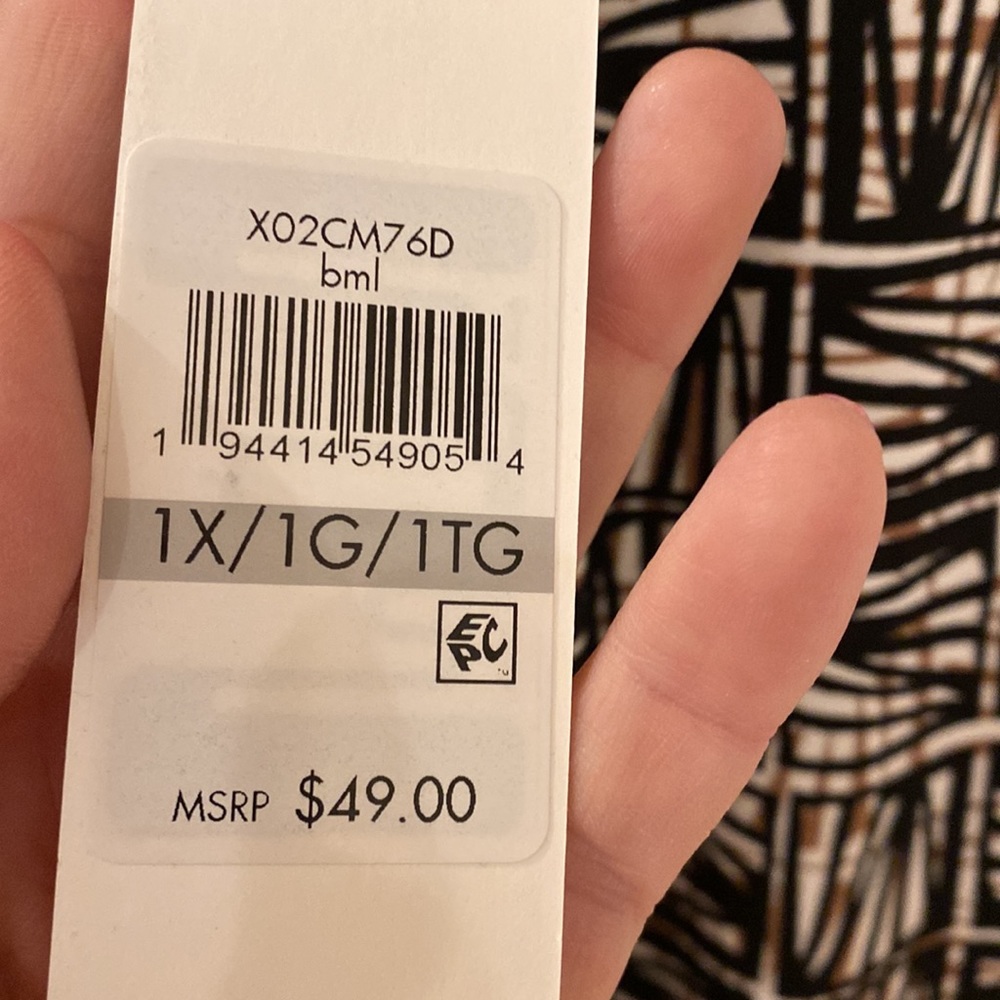 X02CM76D
bml
1 94414 54905 4
1X/1G/1TG
EPC
MSRP $49.00